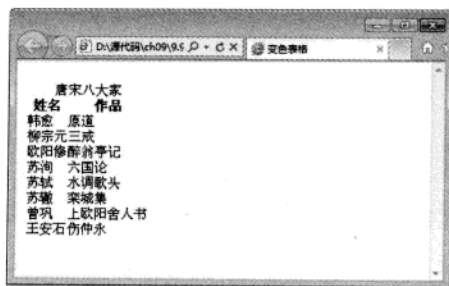 D:\源代码\ch09\9.9
变色表格
唐宋八大家
姓名 作品
韩愈 原道
柳宗元三戒
欧阳修醉翁亭记
苏洵 六国论
苏轼 水调歌头
苏辙 栾城集
曾巩 上欧阳舍人书
王安石伤仲永